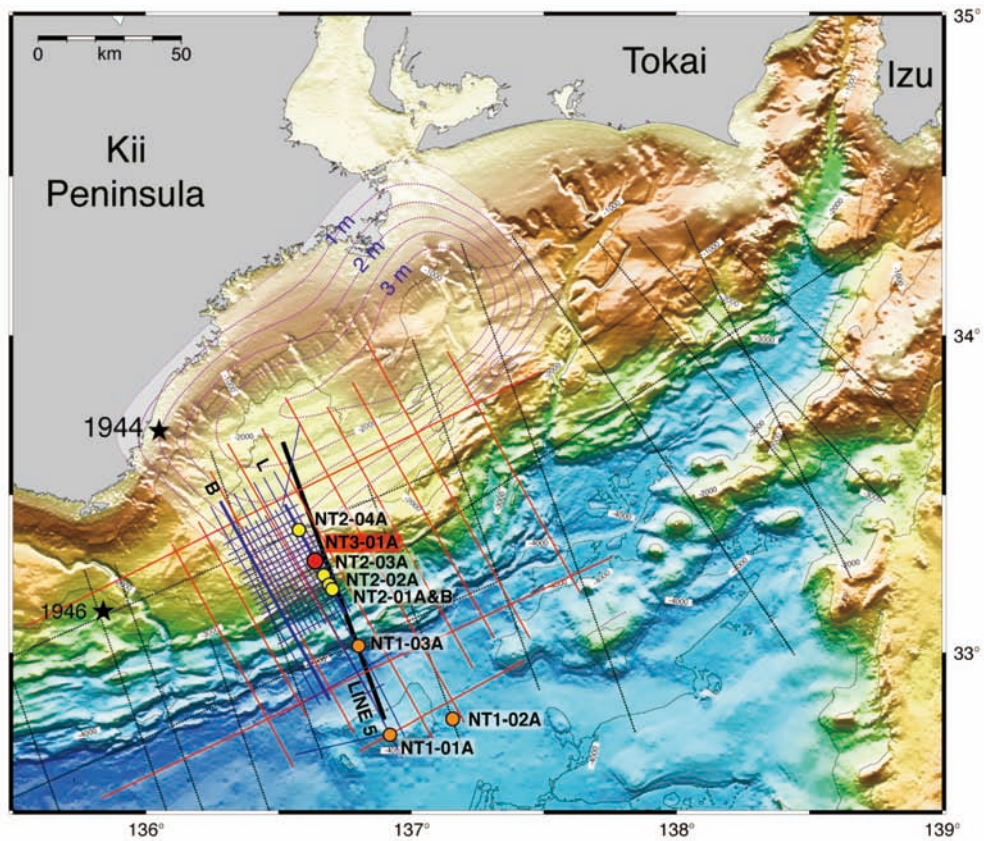 35°
0 50
km
Tokai
Izu
Kii
Peninsula
1 m
2 m
3 m
34°
1944
B
L
NT2-04A
NT3-01A
NT2-03A
NT2-02A
NT2-01A&B
1946
33°
NT1-03A
LINE 5
NT1-02A
NT1-01A
136°
137°
138°
139°